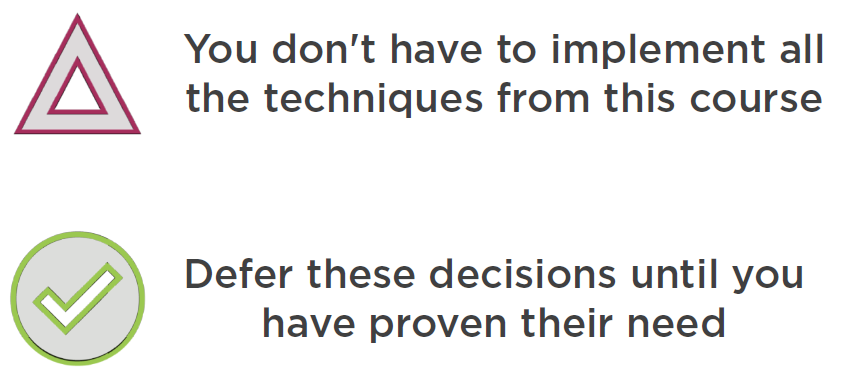 You don't have to implement all
the techniques from this course
Defer these decisions until you
have proven their need